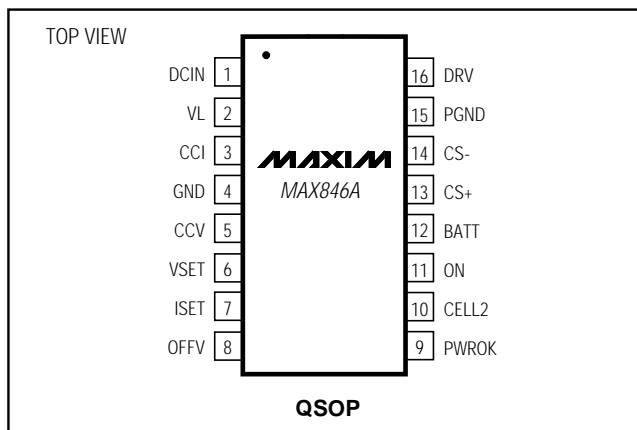 TOP VIEW
DCIN 1
VL 2
CCI 3
GND 4
CCV 5
VSET 6
ISET 7
OFFV 8
MAXIM
MAX846A
16 DRV
15 PGND
14 CS-
13 CS+
12 BATT
11 ON
10 CELL2
9 PWROK
QSOP